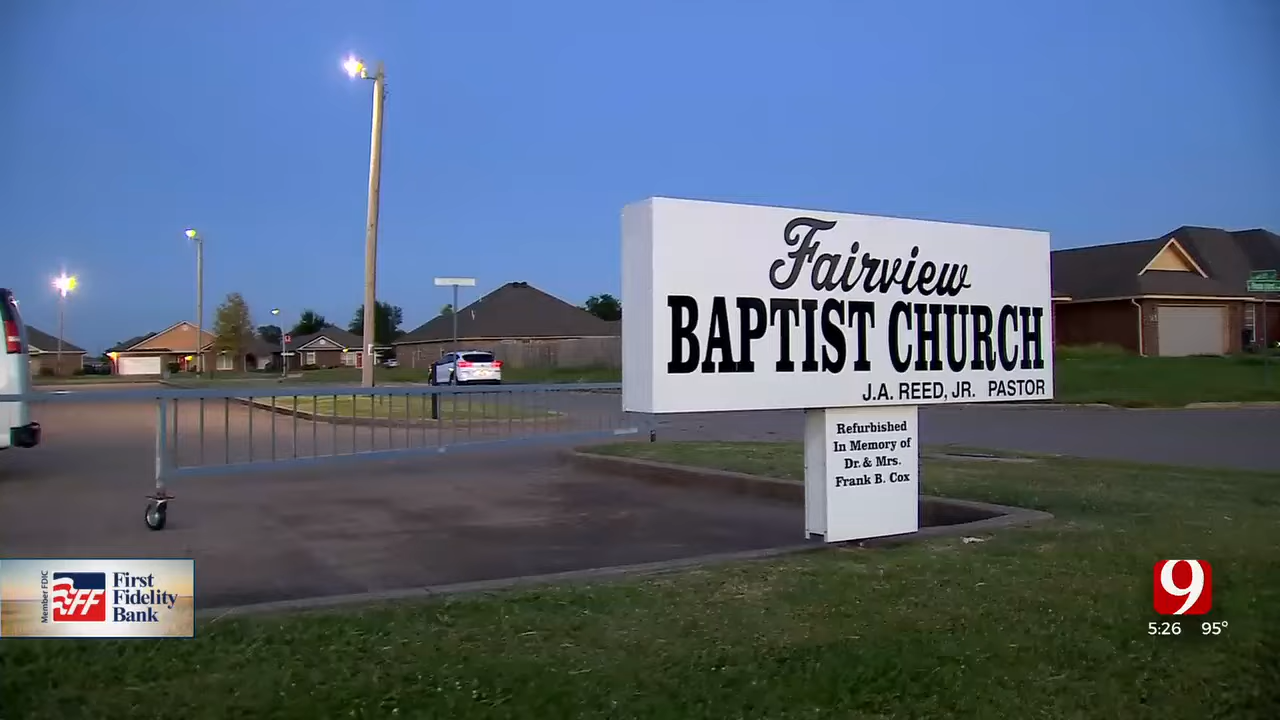 Fairview
BAPTIST CHURCH
J.A. REED, JR. PASTOR
Refurbished
In Memory of
Dr. & Mrs.
Frank B. Cox
Member FDIC
FF
First
Fidelity
Bank
9
5:26 95°